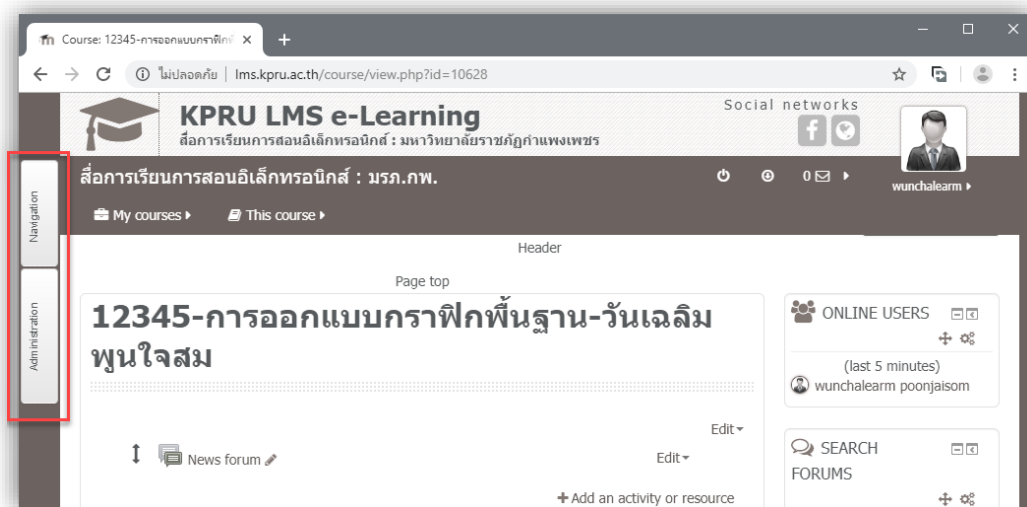 Course: 12345-การออกแบบกราฟิก
ไม่ปลอดภัย | lms.kpru.ac.th/course/view.php?id=10628
KPRU LMS e-Learning
สื่อการเรียนการสอนอิเล็กทรอนิกส์ : มหาวิทยาลัยราชภัฏกำแพงเพชร
Social networks
wunchalearm
สื่อการเรียนการสอนอิเล็กทรอนิกส์ : มรภ.กพ.
0
My courses
This course
Navigation
Administration
Header
Page top
12345-การออกแบบกราฟิกพื้นฐาน-วันเฉลิม
พูนใจสม
Edit
News forum
Edit
+ Add an activity or resource
ONLINE USERS
(last 5 minutes)
wunchalearm poonjaisom
SEARCH
FORUMS